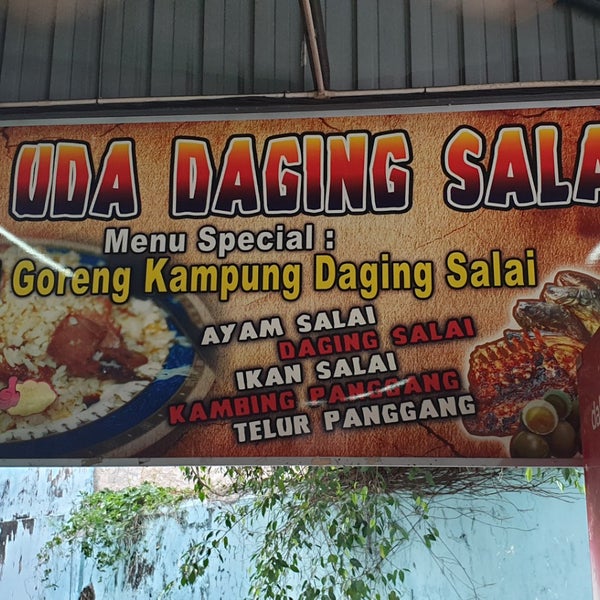 UDA DAGING SALA
Menu Special :
Goreng Kampung Daging Salai
AYAM SALAI
DAGING SALAI
IKAN SALAI
KAMBING PANGGANG
TELUR PANGGANG